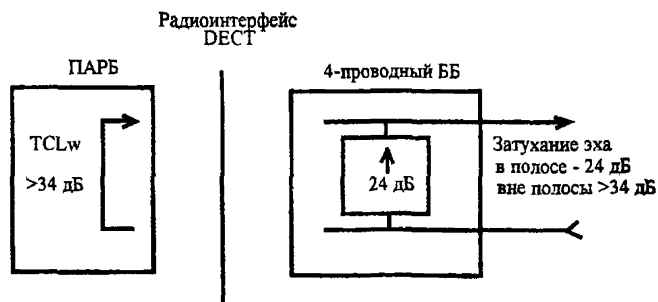 Радиоинтерфейс
DECT
ПАРБ
4-проводный ББ
TCLw
>34 дБ
24 дБ
Затухание эха
в полосе - 24 дБ
вне полосы >34 дБ